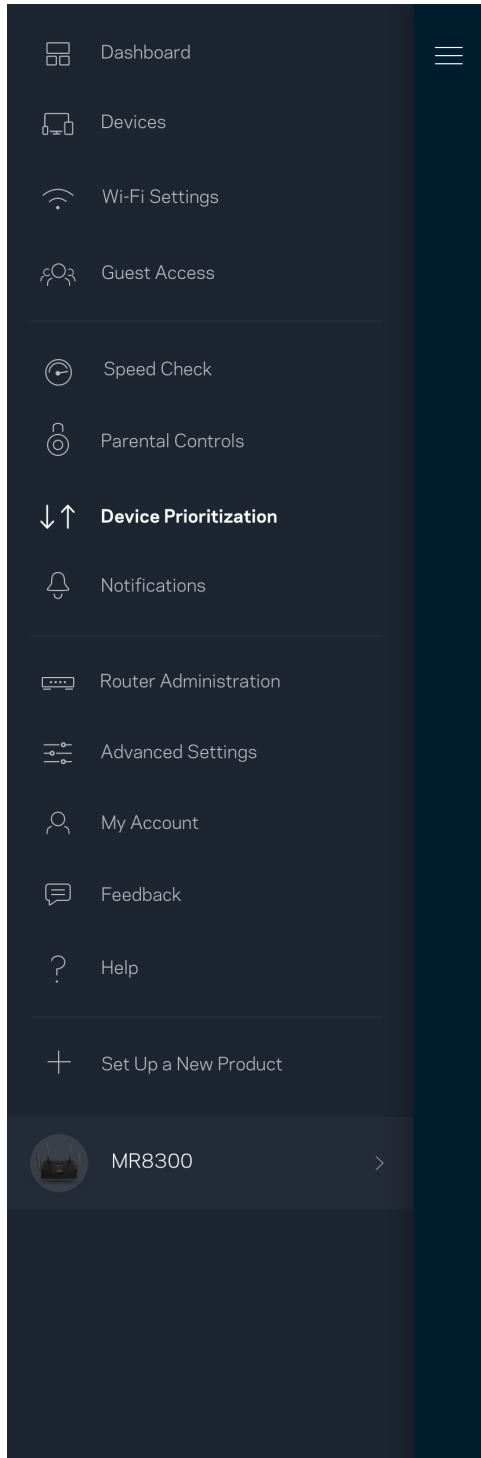 Dashboard
Devices
Wi-Fi Settings
Guest Access
Speed Check
Parental Controls
Device Prioritization
Notifications
Router Administration
Advanced Settings
My Account
Feedback
Help
Set Up a New Product
MR8300